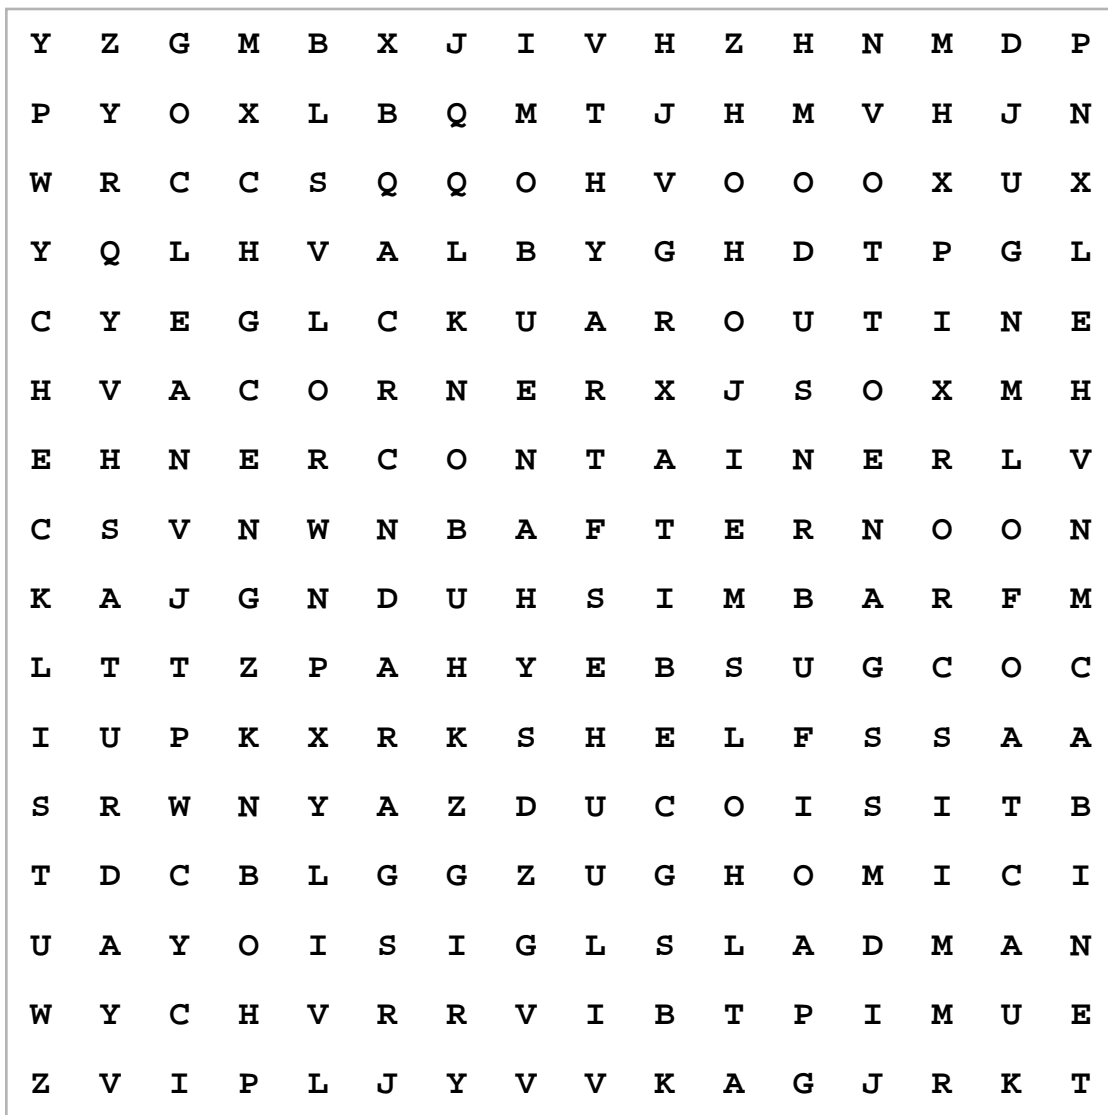 Y Z G M B X J I V H Z H N M D P
P Y O X L B Q M T J H M V H J N
W R C C S Q Q O H V O O O X U X
Y Q L H V A L B Y G H D T P G L
C Y E G L C K U A R O U T I N E
H V A C O R N E R X J S O X M H
E H N E R C O N T A I N E R L V
C S V N W N B A F T E R N O O N
K A J G N D U H S I M B A R F M
L T T Z P A H Y E B S U G C O C
I U P K X R K S H E L F S S A A
S R W N Y A Z D U C O I S I T B
T D C B L G G Z U G H O M I C I
U A Y O I S I G L S L A D M A N
W Y C H V R R V I B T P I M U E
Z V I P L J Y V V K A G J R K T